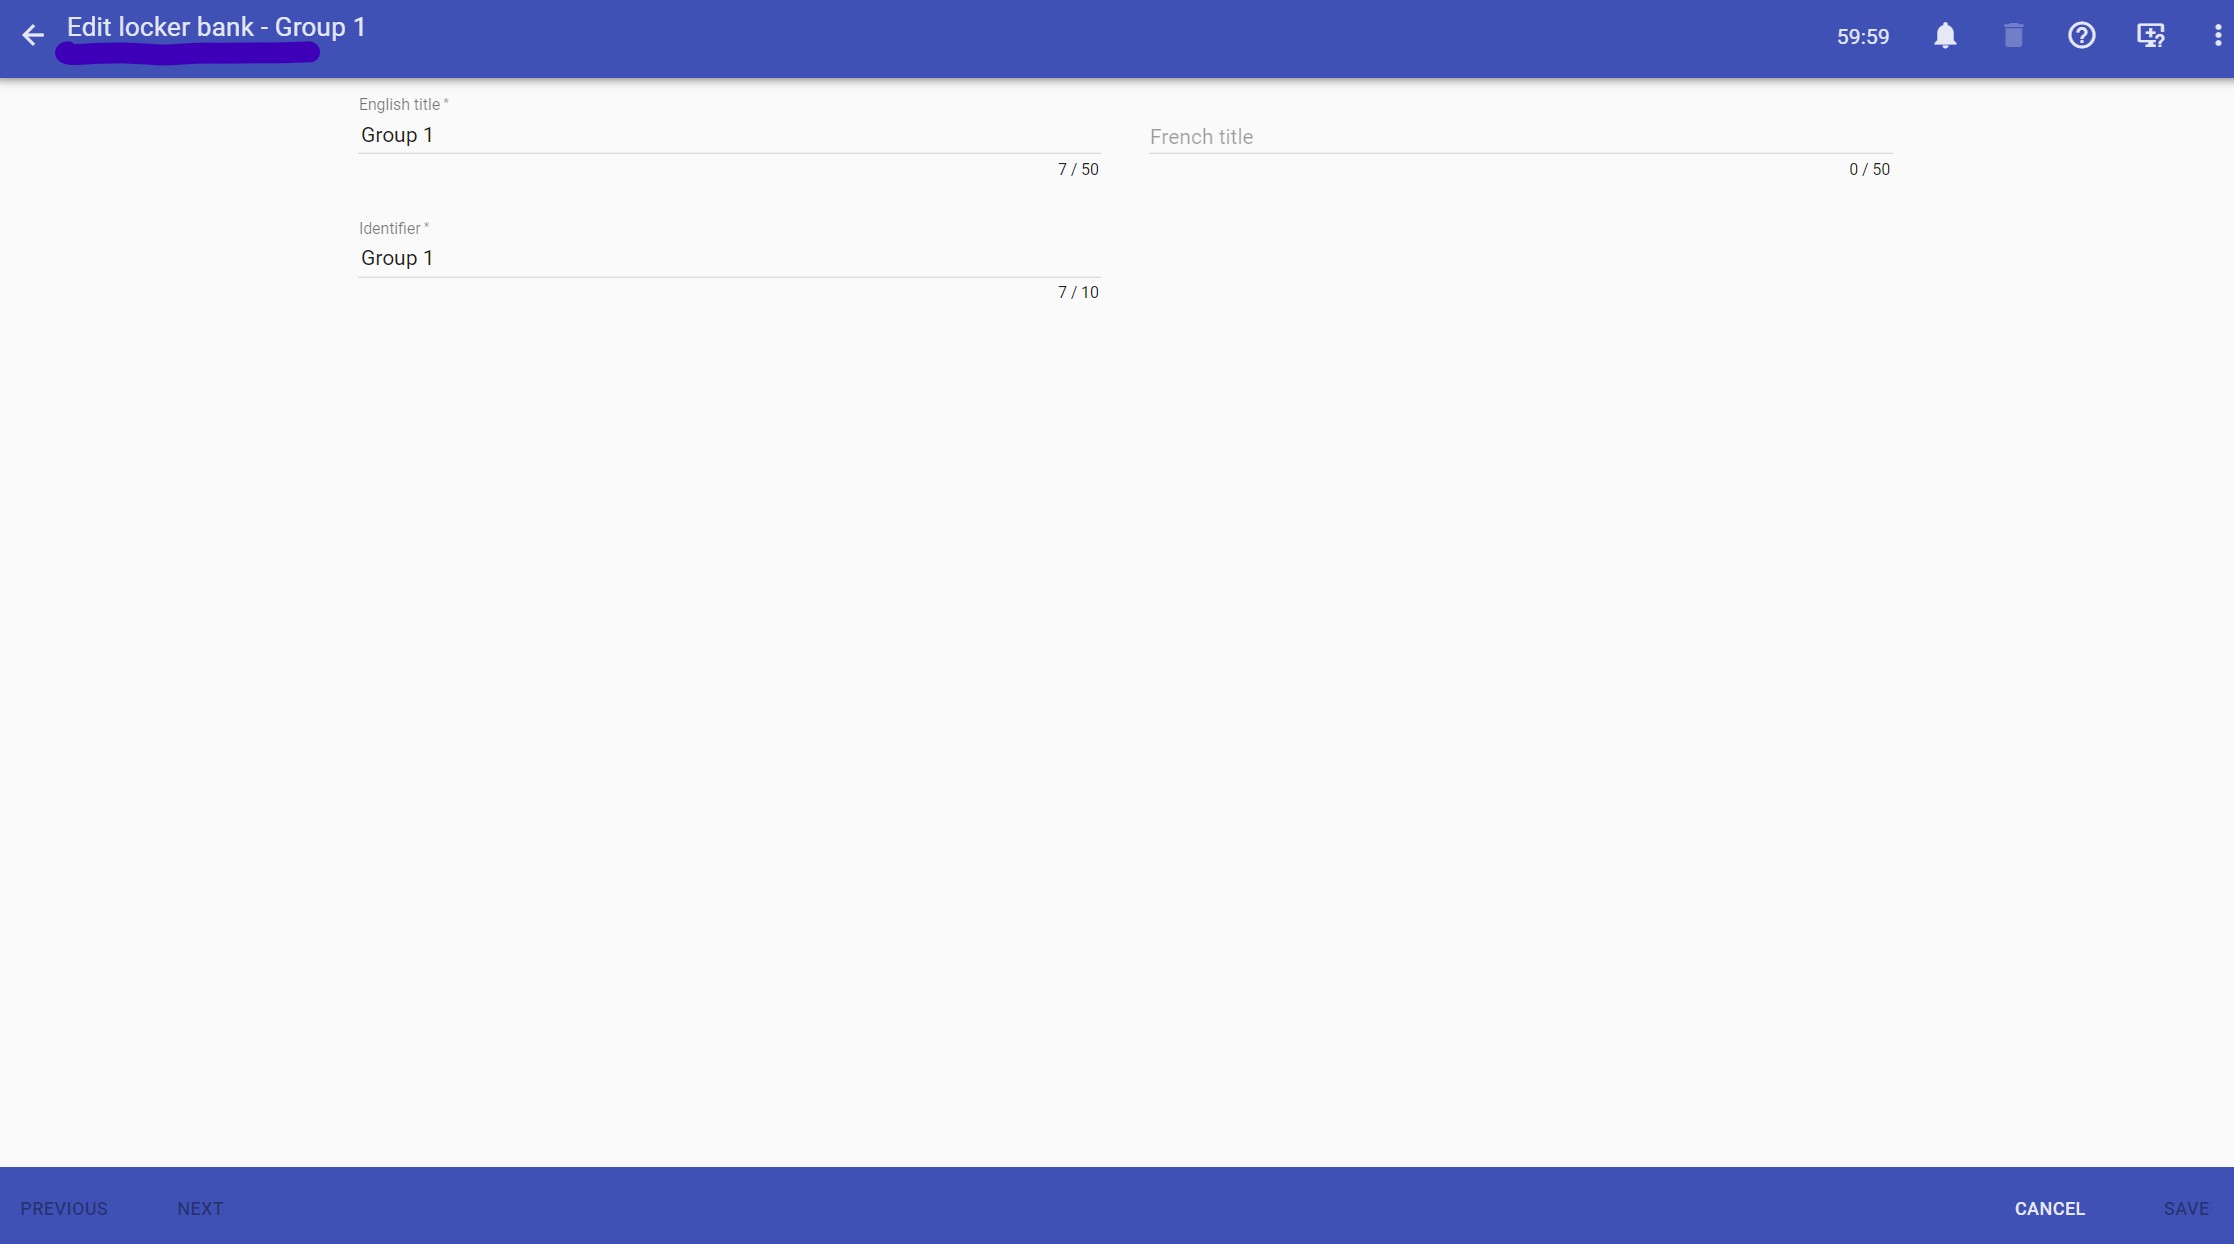 Edit locker bank - Group 1
59:59
English title *
Group 1
7 / 50
French title
0 / 50
Identifier *
Group 1
7 / 10
PREVIOUS
NEXT
CANCEL
SAVE